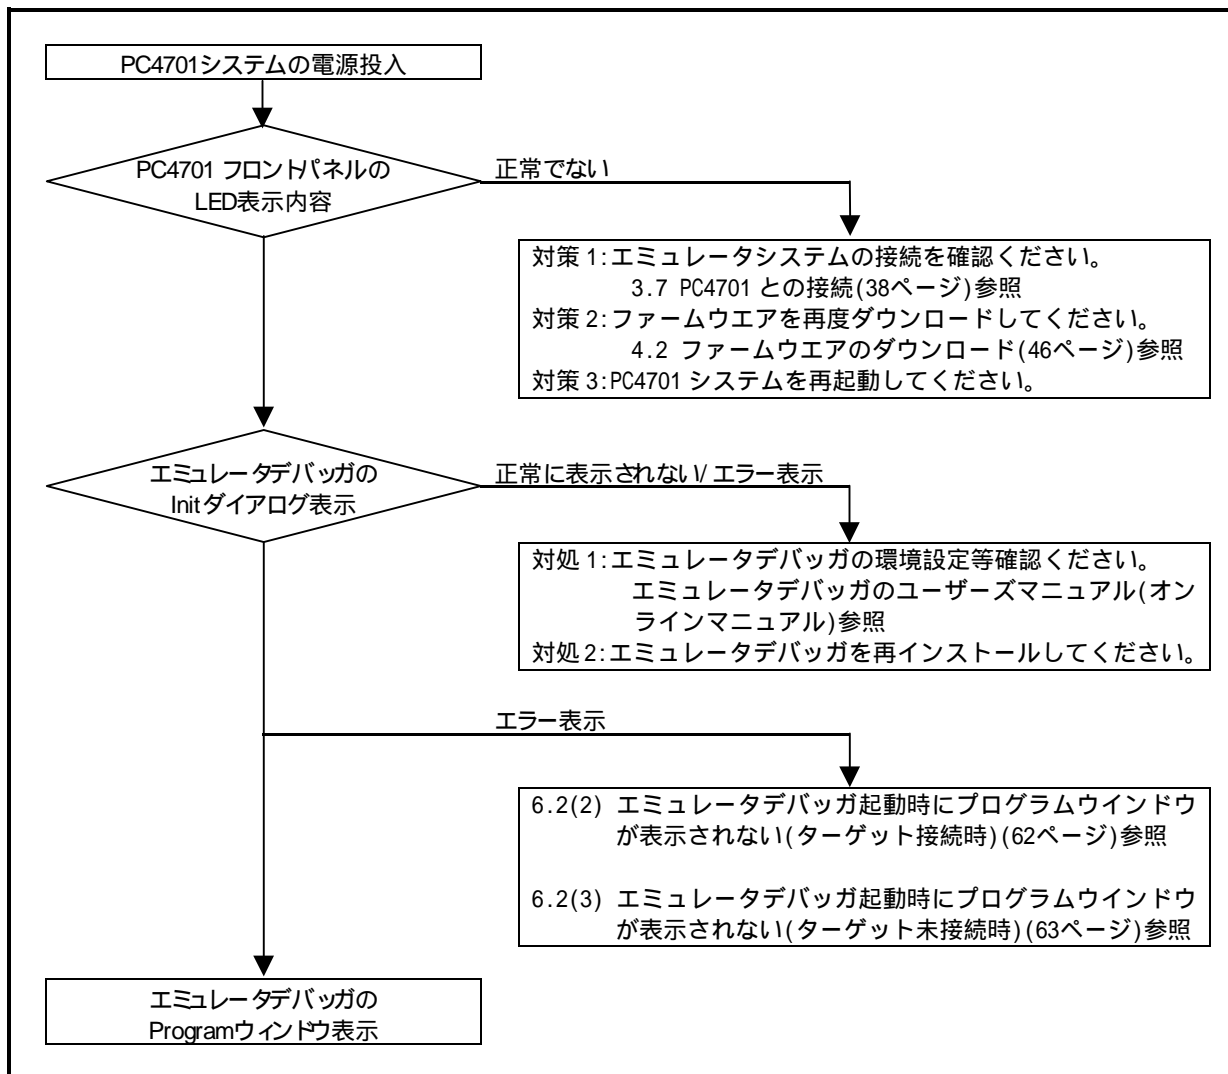 PC4701システムの電源投入
PC4701 フロントパネルの
LED表示内容
正常でない
対策 1:エミュレータシステムの接続を確認ください。
3.7 PC4701 との接続(38ページ)参照
対策 2:ファームウエアを再度ダウンロードしてください。
4.2 ファームウエアのダウンロード(46ページ)参照
対策 3:PC4701 システムを再起動してください。
エミュレータデバッガの
Initダイアログ表示
正常に表示されない/エラー表示
対処 1:エミュレータデバッガの環境設定等確認ください。
エミュレータデバッガのユーザーズマニュアル(オン
ラインマニュアル)参照
対処 2:エミュレータデバッガを再インストールしてください。
エラー表示
6.2(2) エミュレータデバッガ起動時にプログラムウインドウ
が表示されない(ターゲット接続時)(62ページ)参照
6.2(3) エミュレータデバッガ起動時にプログラムウインドウ
が表示されない(ターゲット未接続時)(63ページ)参照
エミュレータデバッガの
Programウィンドウ表示